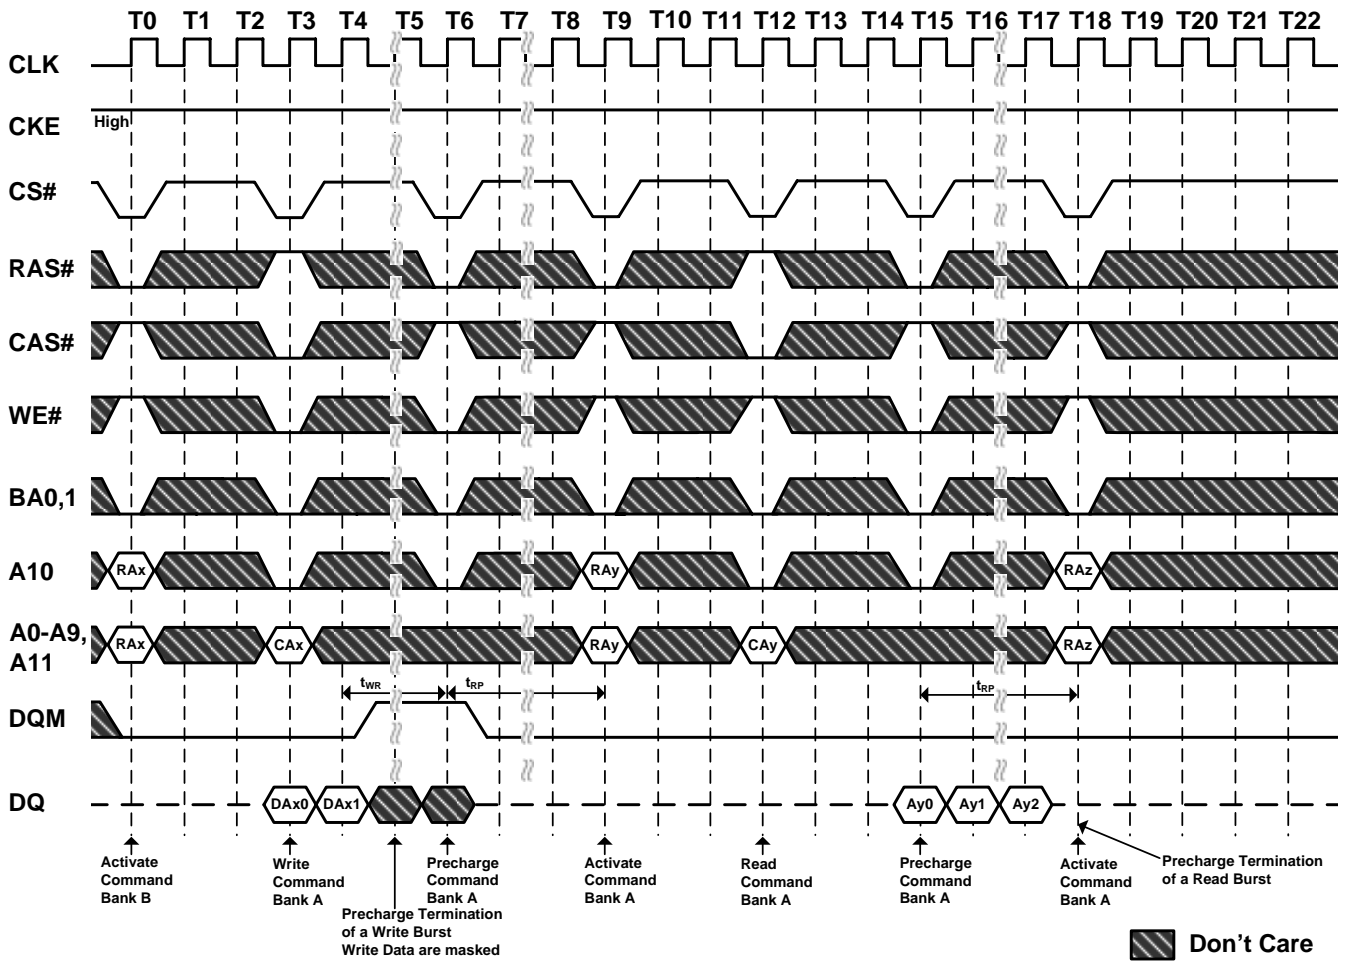 T0 T1 T2 T3 T4 T5 T6 T7 T8 T9 T10 T11 T12 T13 T14 T15 T16 T17 T18 T19 T20 T21 T22
CLK
CKE
High
CS#
RAS#
CAS#
WE#
BA0,1
A10
RAx RAy RAz
A0-A9,
A11
RAx CAx RAy CAy RAz
tWR tRP tRP
DQM
DQ
DAx0 DAx1 Ay0 Ay1 Ay2
Activate
Command
Bank B
Write
Command
Bank A
Precharge Termination
of a Write Burst
Write Data are masked
Precharge
Command
Bank A
Activate
Command
Bank A
Read
Command
Bank A
Precharge
Command
Bank A
Activate
Command
Bank A
Precharge Termination
of a Read Burst
Don't Care